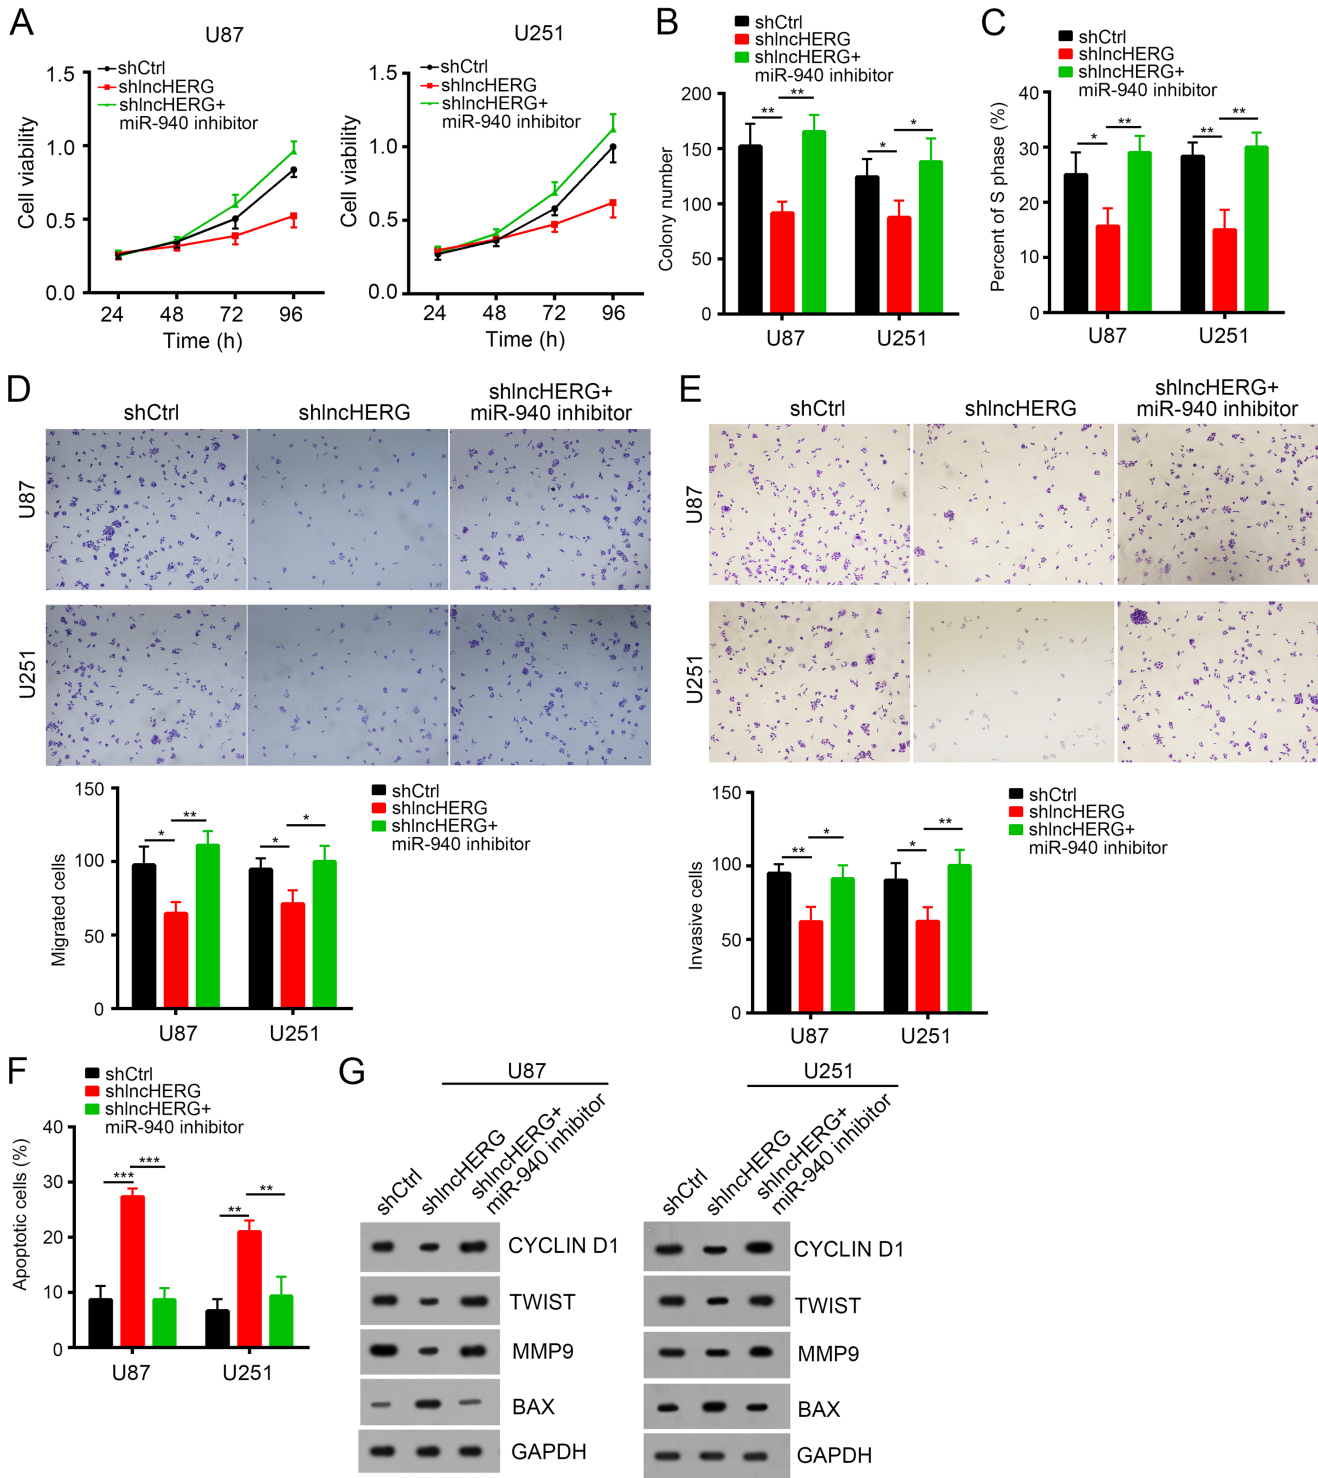 A
U87
shCtrl
shlncHERG
shlncHERG+
miR-940 inhibitor
Cell viability
1.5
1.0
0.5
0.0
24 48 72 96
Time (h)
U251
shCtrl
shlncHERG
shlncHERG+
miR-940 inhibitor
Cell viability
1.5
1.0
0.5
0.0
24 48 72 96
Time (h)
B
shCtrl
shlncHERG
shlncHERG+
miR-940 inhibitor
Colony number
200
150
100
50
0
** **
* *
U87 U251
C
shCtrl
shlncHERG
shlncHERG+
miR-940 inhibitor
Percent of S phase (%)
40
30
20
10
0
* **
** **
U87 U251
D
shCtrl
shlncHERG
shlncHERG+
miR-940 inhibitor
U87
U251
Migrated cells
150
100
50
0
* **
* *
U87 U251
shCtrl
shlncHERG
shlncHERG+
miR-940 inhibitor
E
shCtrl
shlncHERG
shlncHERG+
miR-940 inhibitor
U87
U251
Invasive cells
150
100
50
0
** *
* **
U87 U251
shCtrl
shlncHERG
shlncHERG+
miR-940 inhibitor
F
shCtrl
shlncHERG
shlncHERG+
miR-940 inhibitor
Apoptotic cells (%)
40
30
20
10
0
*** ***
** **
U87 U251
G
U87
shCtrl
shlncHERG
shlncHERG+
miR-940 inhibitor
CYCLIN D1
TWIST
MMP9
BAX
GAPDH
U251
shCtrl
shlncHERG
shlncHERG+
miR-940 inhibitor
CYCLIN D1
TWIST
MMP9
BAX
GAPDH